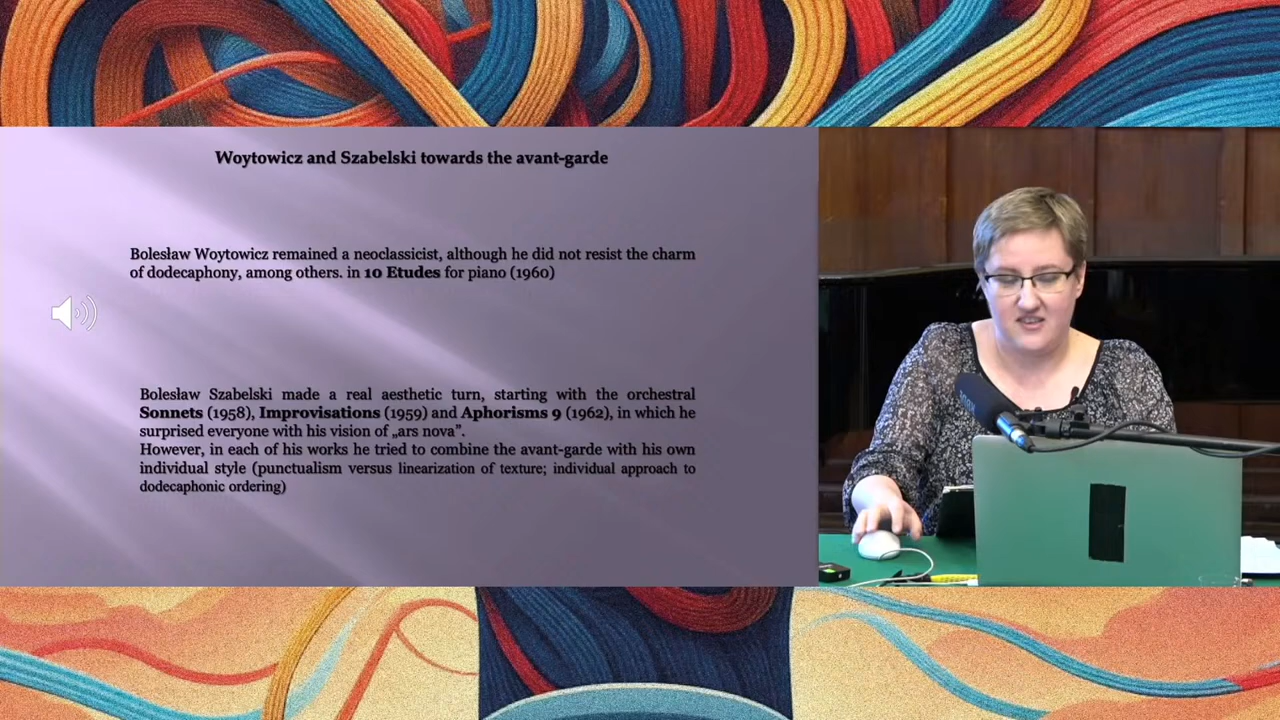 Woytowicz and Szabelski towards the avant-garde
Bolesław Woytowicz remained a neoclassicist, although he did not resist the charm
of dodecaphony, among others. in 10 Etudes for piano (1960)
Bolesław Szabelski made a real aesthetic turn, starting with the orchestral
Sonnets (1958), Improvisations (1959) and Aphorisms 9 (1962), in which he
surprised everyone with his vision of „ars nova”.
However, in each of his works he tried to combine the avant-garde with his own
individual style (punctualism versus linearization of texture; individual approach to
dodecaphonic ordering)